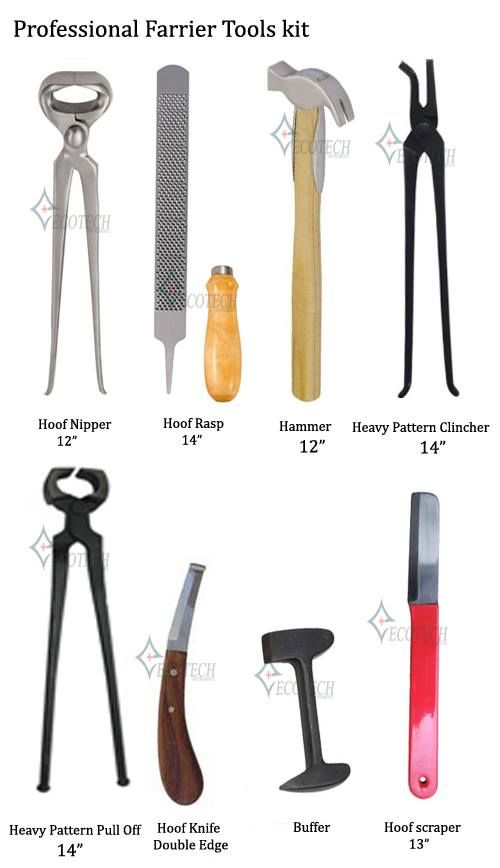 Professional Farrier Tools kit
Hoof Nipper
12”
Hoof Rasp
14”
Hammer
12”
Heavy Pattern Clincher
14”
Heavy Pattern Pull Off
14”
Hoof Knife
Double Edge
Buffer
Hoof scraper
13”
ECOTECH
ECOTECH
ECOTECH
ECOTECH
ECOTECH
ECOTECH
ECOTECH
ECOTECH